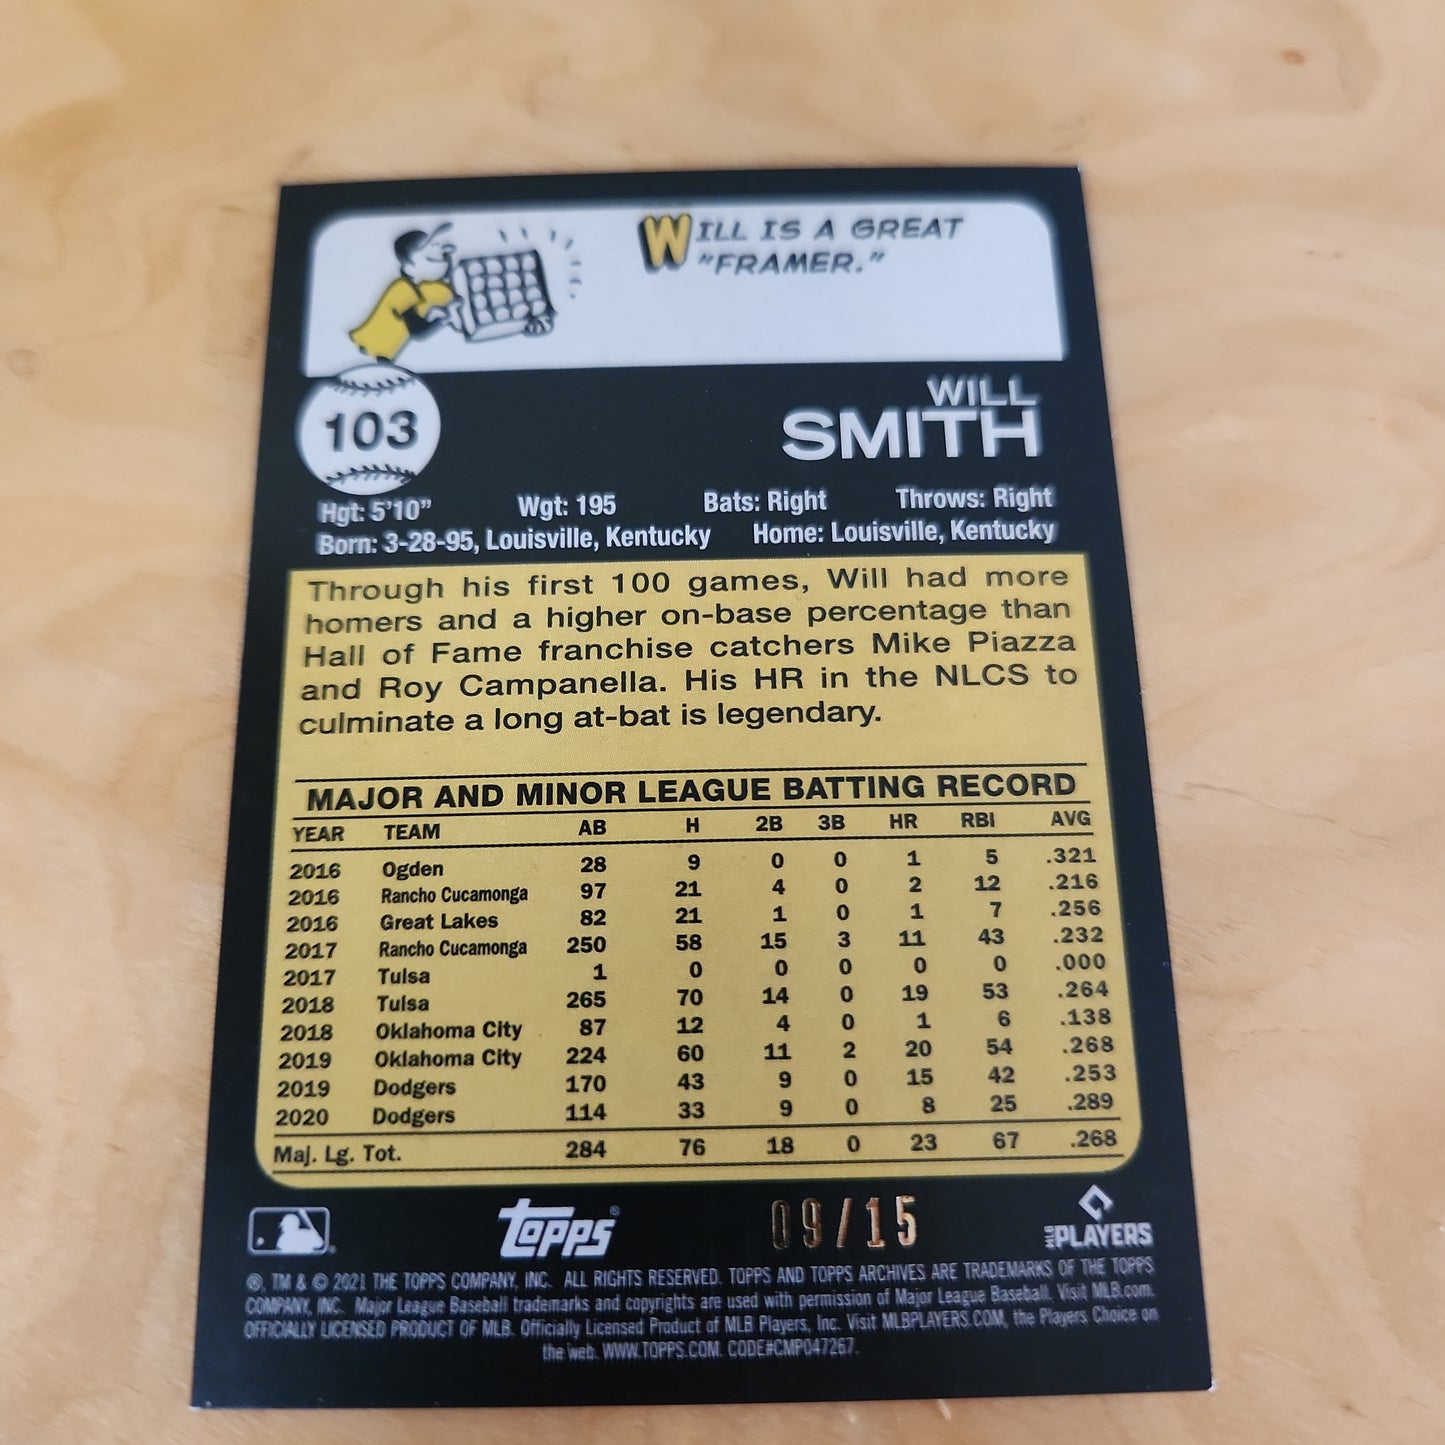 WILL IS A GREAT
"FRAMER."
103
WILL
SMITH
Hgt: 5'10" Wgt: 195 Bats: Right Throws: Right
Born: 3-28-95, Louisville, Kentucky Home: Louisville, Kentucky
Through his first 100 games, Will had more
homers and a higher on-base percentage than
Hall of Fame franchise catchers Mike Piazza
and Roy Campanella. His HR in the NLCS to
culminate a long at-bat is legendary.
MAJOR AND MINOR LEAGUE BATTING RECORD
YEAR TEAM AB H 2B 3B HR RBI AVG
2016 Ogden 28 9 0 0 1 5 .321
2016 Rancho Cucamonga 97 21 4 0 2 12 .216
2016 Great Lakes 82 21 1 0 1 7 .256
2017 Rancho Cucamonga 250 58 15 3 11 43 .232
2017 Tulsa 1 0 0 0 0 0 .000
2018 Tulsa 265 70 14 0 19 53 .264
2018 Oklahoma City 87 12 4 0 1 6 .138
2019 Oklahoma City 224 60 11 2 20 54 .268
2019 Dodgers 170 43 9 0 15 42 .253
2020 Dodgers 114 33 9 0 8 25 .289
Maj. Lg. Tot. 284 76 18 0 23 67 .268
topps® 09/15 MLB PLAYERS
®, TM & © 2021 THE TOPPS COMPANY, INC. ALL RIGHTS RESERVED. TOPPS AND TOPPS ARCHIVES ARE TRADEMARKS OF THE TOPPS
COMPANY, INC. Major League Baseball trademarks and copyrights are used with permission of Major League Baseball. Visit MLB.com.
OFFICIALLY LICENSED PRODUCT OF MLB. Officially Licensed Product of MLB Players, Inc. Visit MLBPLAYERS.COM, the Players Choice on
the web. WWW.TOPPS.COM. CODE#CMP047267.